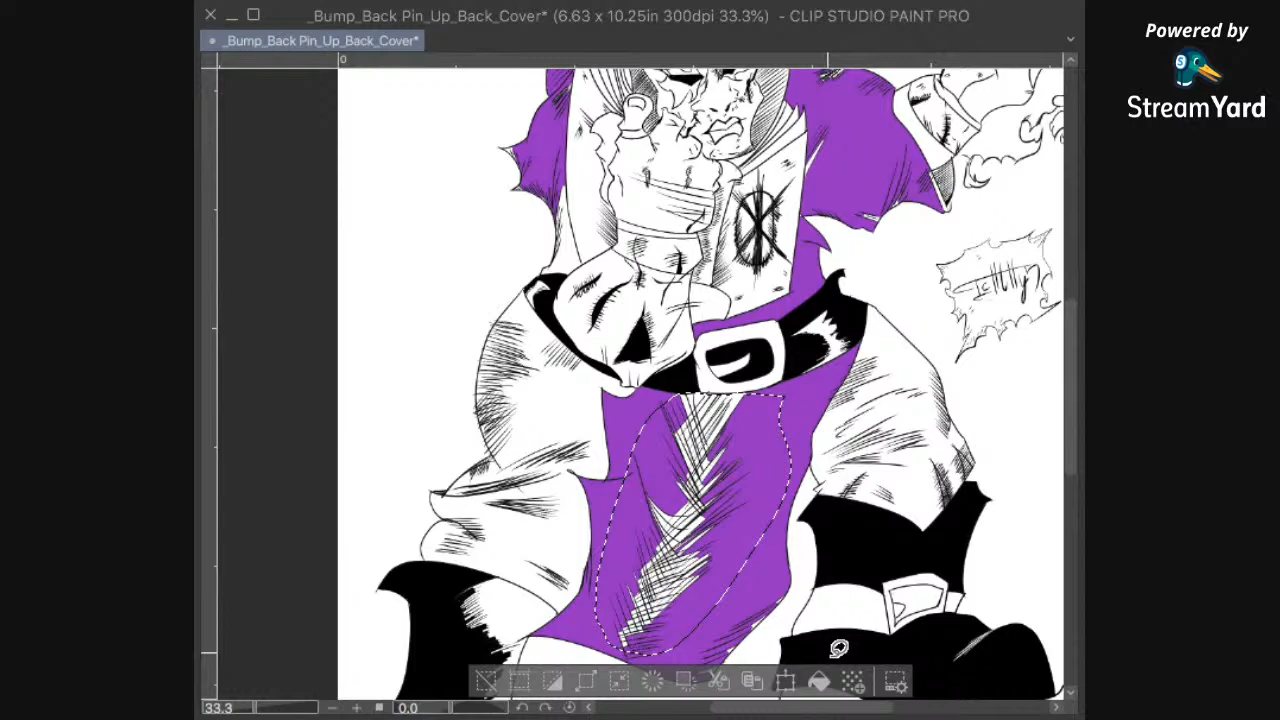 _Bump_Back Pin_Up_Back_Cover* (6.63 x 10.25in 300dpi 33.3%) - CLIP STUDIO PAINT PRO
_Bump_Back Pin_Up_Back_Cover*
0
33.3
0.0
Powered by
S
StreamYard